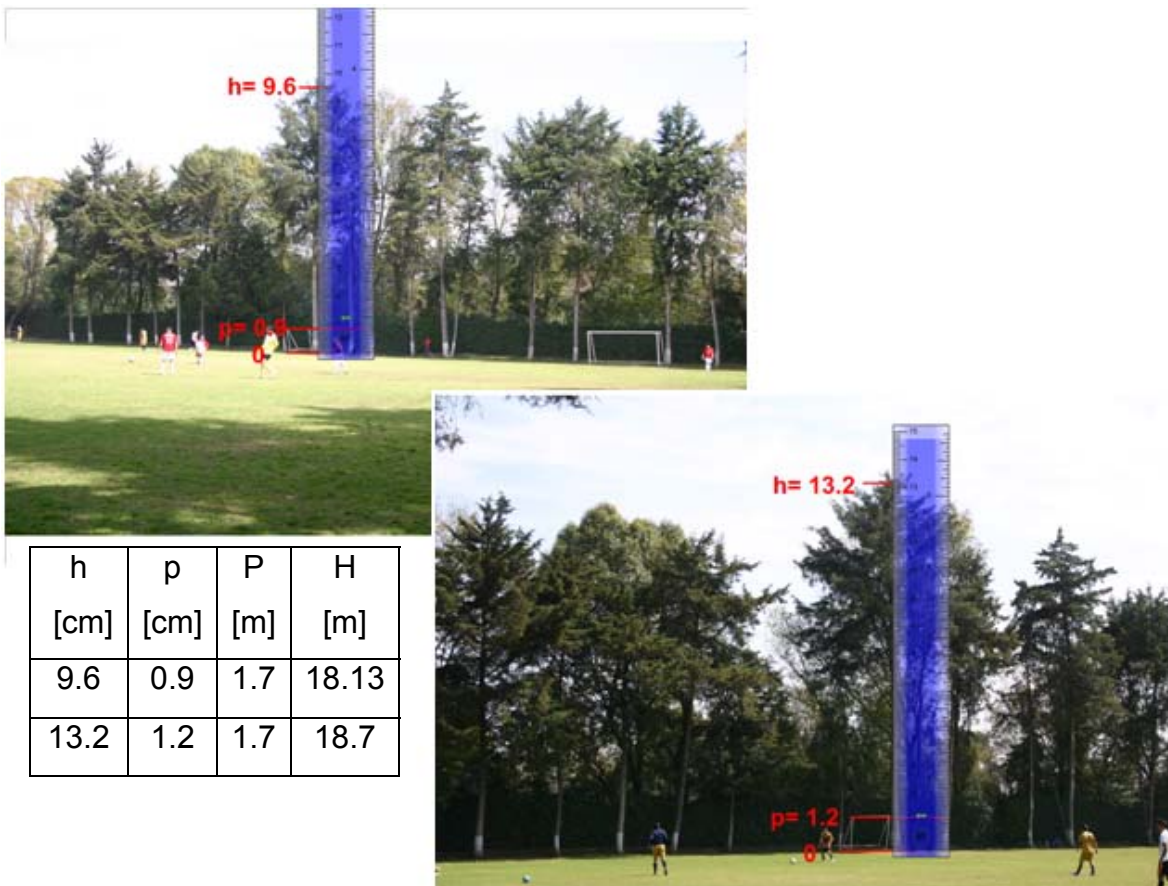 h= 9.6
p= 0.9
0
h= 13.2
p= 1.2
0
h p P H
[cm] [cm] [m] [m]
9.6 0.9 1.7 18.13
13.2 1.2 1.7 18.7